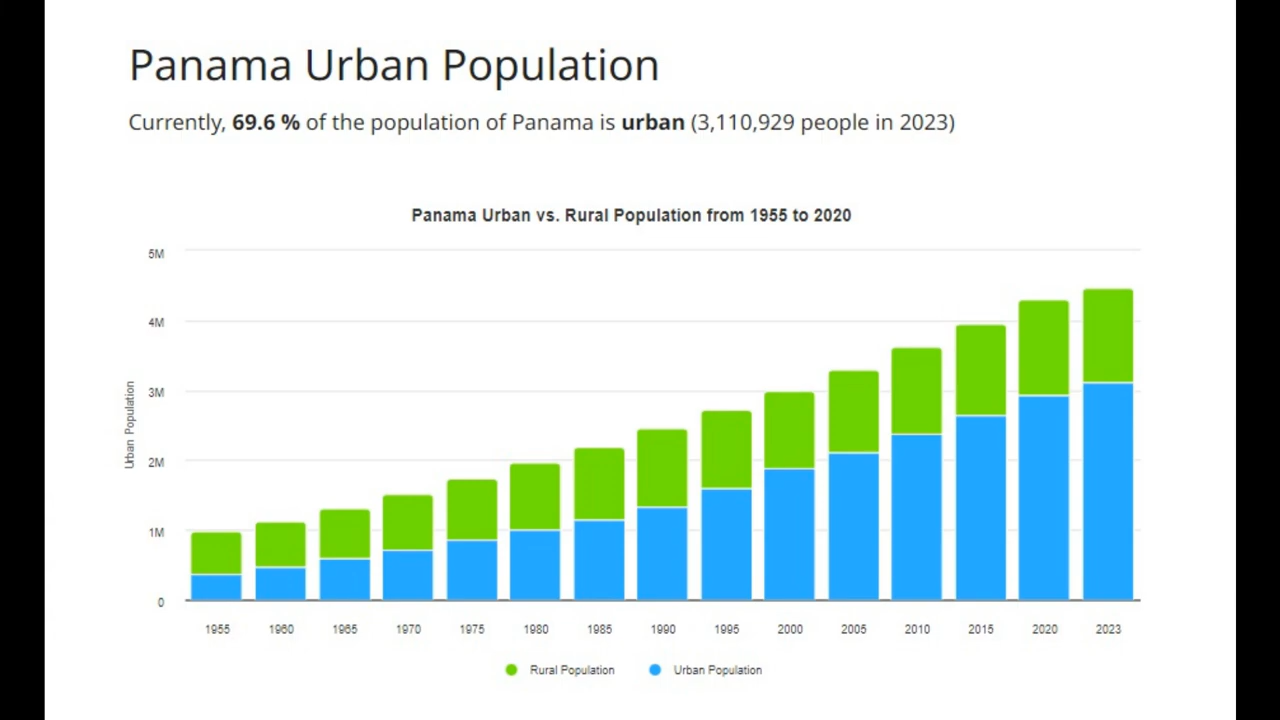 Panama Urban Population
Currently, 69.6 % of the population of Panama is urban (3,110,929 people in 2023)
Panama Urban vs. Rural Population from 1955 to 2020
Urban Population
5M
4M
3M
2M
1M
0
1955 1960 1965 1970 1975 1980 1985 1990 1995 2000 2005 2010 2015 2020 2023
Rural Population Urban Population